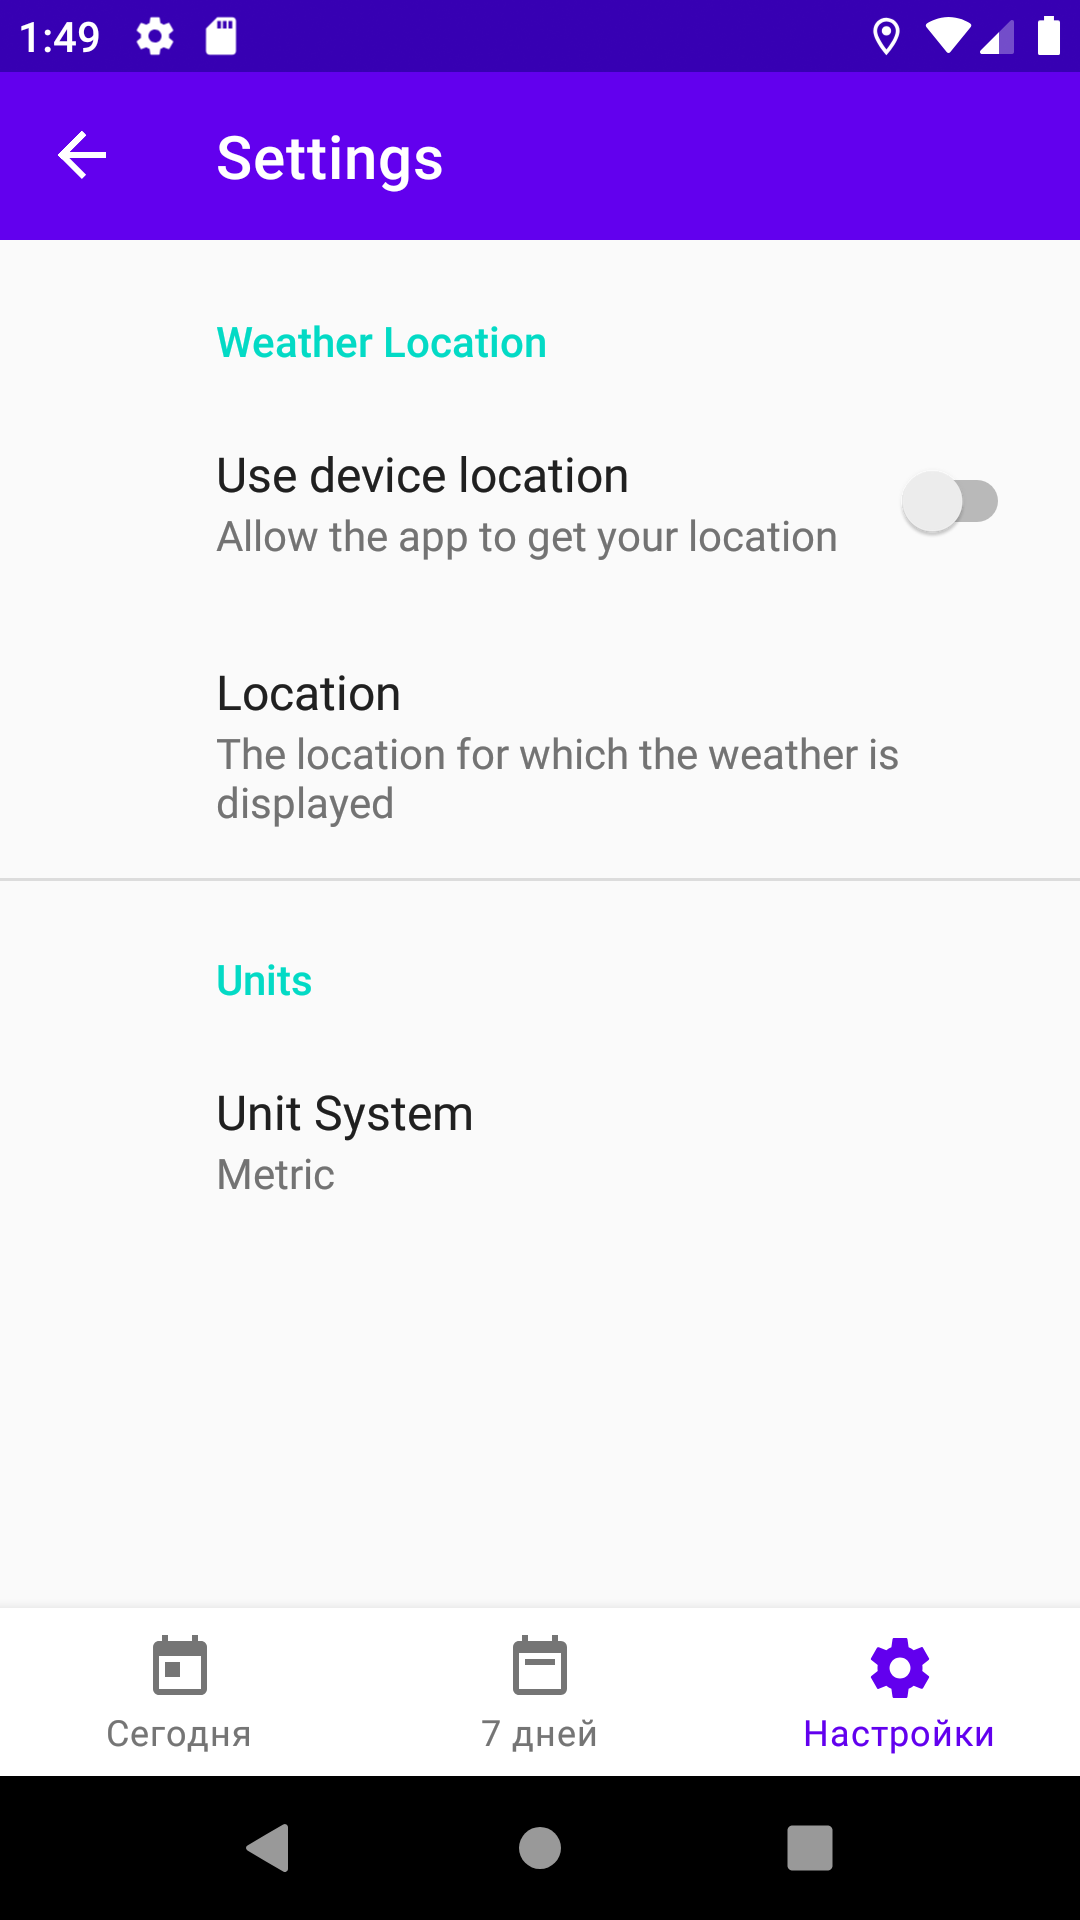 1:49
Settings
Weather Location
Use device location
Allow the app to get your location
Location
The location for which the weather is
displayed
Units
Unit System
Metric
Сегодня
7 дней
Настройки